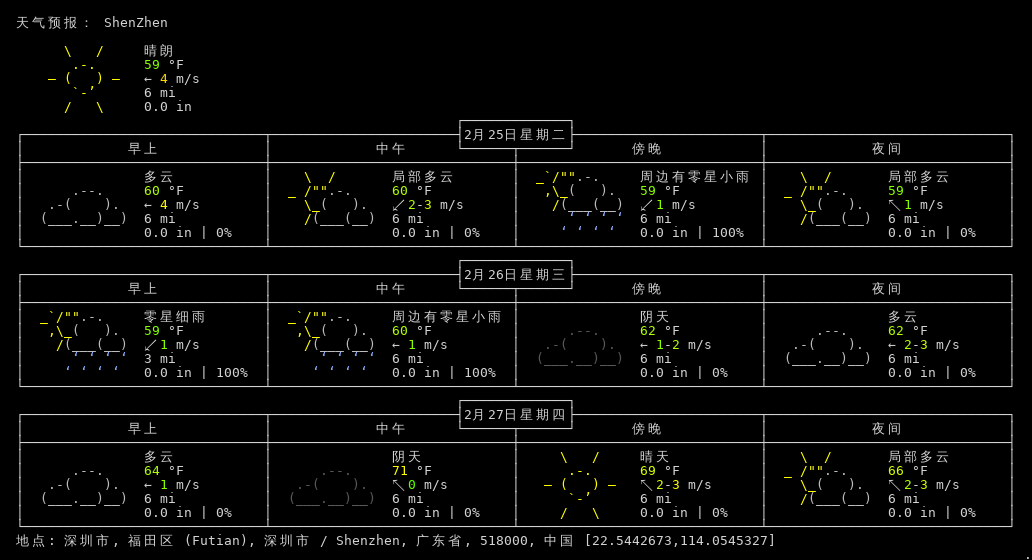 天气预报： ShenZhen
晴朗
59 °F
← 4 m/s
6 mi
0.0 in
2月25日星期二
早上 中午 傍晚 夜间
多云 局部多云 周边有零星小雨 局部多云
60 °F 60 °F 59 °F 59 °F
← 4 m/s ↙ 2-3 m/s ↙ 1 m/s ↖ 1 m/s
6 mi 6 mi 6 mi 6 mi
0.0 in | 0% 0.0 in | 0% 0.0 in | 100% 0.0 in | 0%
2月26日星期三
早上 中午 傍晚 夜间
零星细雨 周边有零星小雨 阴天 多云
59 °F 60 °F 62 °F 62 °F
↙ 1 m/s ← 1 m/s ← 1-2 m/s ← 2-3 m/s
3 mi 6 mi 6 mi 6 mi
0.0 in | 100% 0.0 in | 100% 0.0 in | 0% 0.0 in | 0%
2月27日星期四
早上 中午 傍晚 夜间
多云 阴天 晴天 局部多云
64 °F 71 °F 69 °F 66 °F
← 1 m/s ↖ 0 m/s ↖ 2-3 m/s ↖ 2-3 m/s
6 mi 6 mi 6 mi 6 mi
0.0 in | 0% 0.0 in | 0% 0.0 in | 0% 0.0 in | 0%
地点: 深圳市, 福田区 (Futian), 深圳市 / Shenzhen, 广东省, 518000, 中国 [22.5442673,114.0545327]